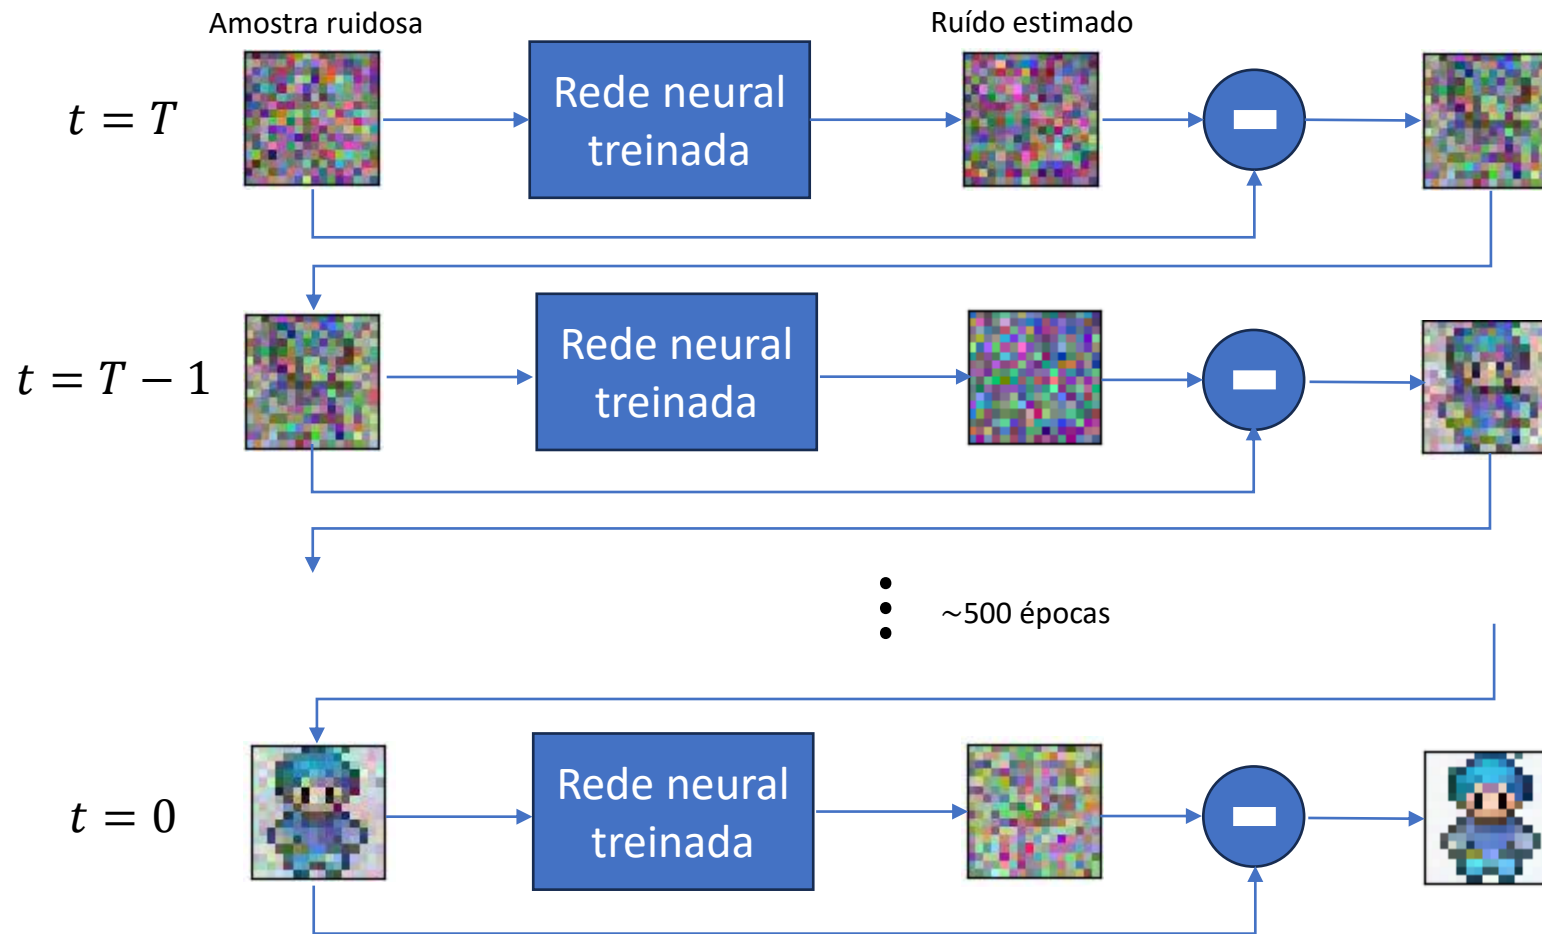 Amostra ruidosa
Ruído estimado
t = T
Rede neural
treinada
t = T − 1
Rede neural
treinada
~500 épocas
t = 0
Rede neural
treinada